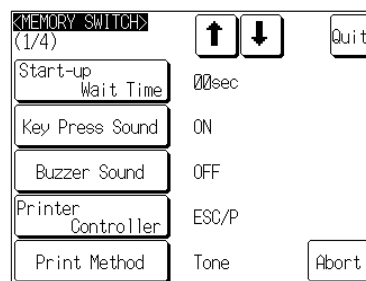 <MEMORY SWITCH>
(1/4)
Quit
Start-up
Wait Time
00sec
Key Press Sound
ON
Buzzer Sound
OFF
Printer
Controller
ESC/P
Print Method
Tone
Abort